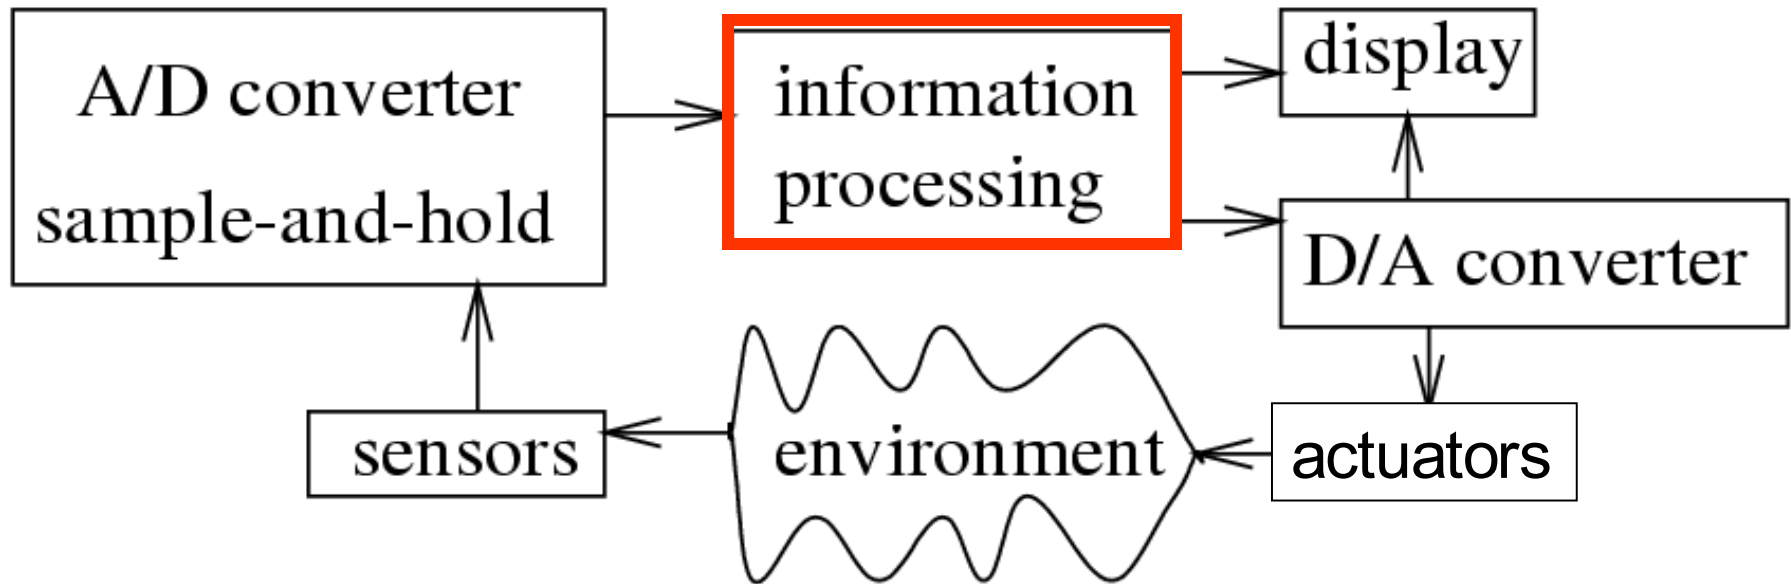 A/D converter
sample-and-hold
information
processing
display
D/A converter
sensors
environment
actuators